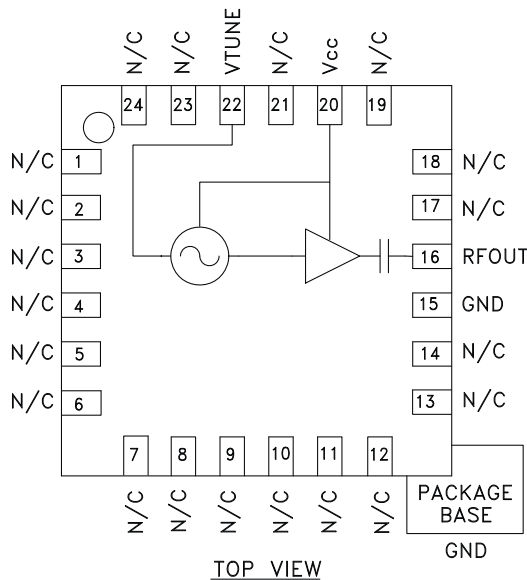 N/C N/C VTUNE N/C Vcc N/C
24 23 22 21 20 19
N/C 1 18 N/C
N/C 2 17 N/C
N/C 3 16 RFOUT
N/C 4 15 GND
N/C 5 14 N/C
N/C 6 13 N/C
7 8 9 10 11 12
N/C N/C N/C N/C N/C N/C
PACKAGE
BASE
GND
TOP VIEW